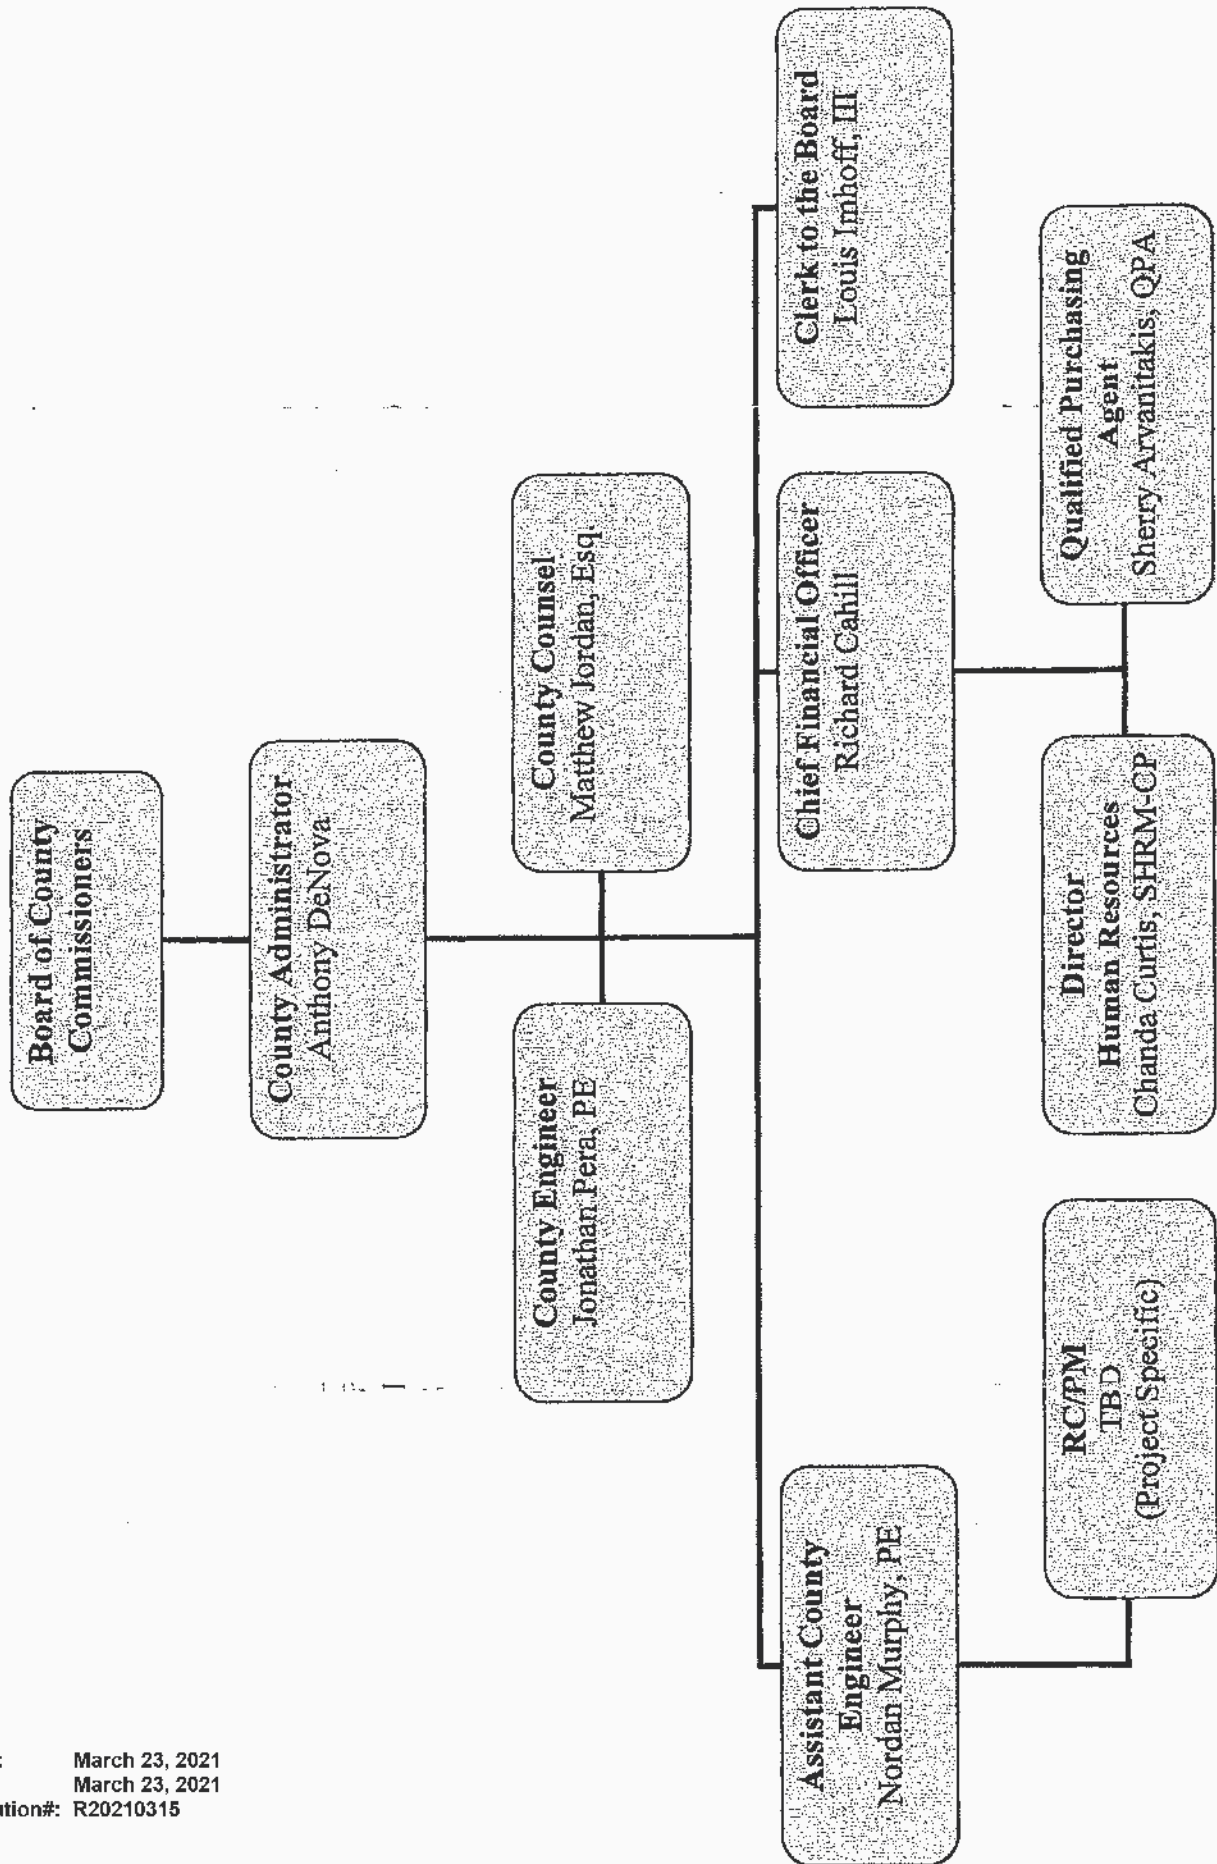 Board of County
Commissioners
County Administrator
Anthony DeNova
County Engineer
Jonathan Pera, PE
County Counsel
Matthew Jordan, Esq.
Assistant County
Engineer
Nordan Murphy, PE
Chief Financial Officer
Richard Cahill
Clerk to the Board
Louis Imhoff, III
RC/PM
TBD
(Project Specific)
Director
Human Resources
Chanda Curtis, SHRM-CP
Qualified Purchasing
Agent
Sherry Arvanitakis, QPA
: March 23, 2021
March 23, 2021
ution#: R20210315